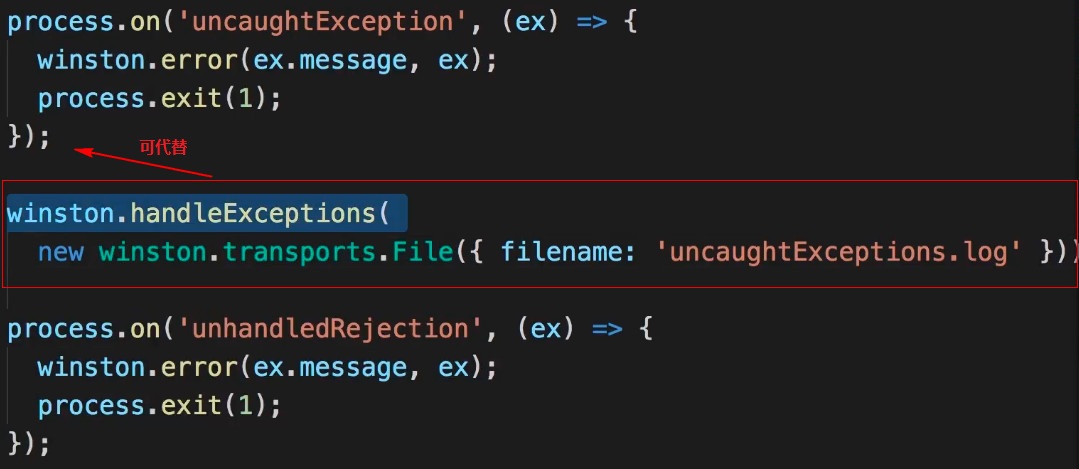 process.on('uncaughtException', (ex) => {
  winston.error(ex.message, ex);
  process.exit(1);
});
可代替
winston.handleExceptions(
  new winston.transports.File({ filename: 'uncaughtExceptions.log' }))
process.on('unhandledRejection', (ex) => {
  winston.error(ex.message, ex);
  process.exit(1);
});